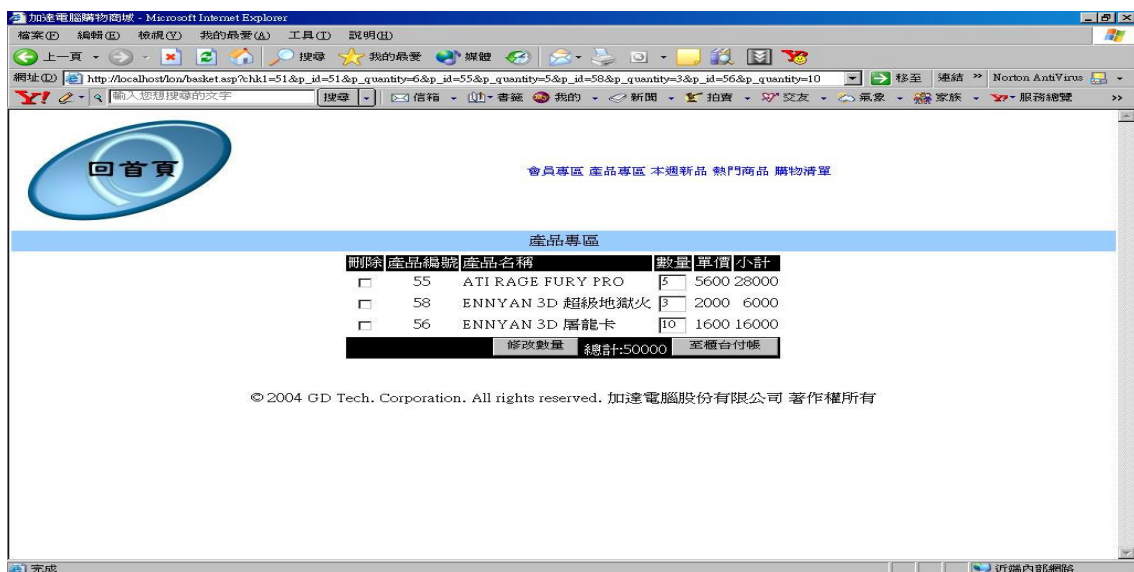 加達電腦購物商城 - Microsoft Internet Explorer
檔案(F) 編輯(E) 檢視(V) 我的最愛(A) 工具(T) 說明(H)
上一頁 搜尋 我的最愛 媒體
網址(D) http://localhost/lon/basket.asp?chk1=51&p_id=51&p_quantity=6&p_id=55&p_quantity=5&p_id=58&p_quantity=3&p_id=56&p_quantity=10 移至 連結 » Norton AntiVirus
Y! 輸入您想搜尋的文字 搜尋 信箱 書籤 我的 新聞 拍賣 交友 氣象 家族 服務總覽 »
回首頁
會員專區 產品專區 本週新品 熱門商品 購物清單
產品專區
刪除 產品編號 產品名稱 數量 單價 小計
55 ATI RAGE FURY PRO 5 5600 28000
58 ENNYAN 3D 超級地獄火 3 2000 6000
56 ENNYAN 3D 屠龍卡 10 1600 16000
修改數量 總計:50000 至櫃台付帳
© 2004 GD Tech. Corporation. All rights reserved. 加達電腦股份有限公司 著作權所有
完成 近端內部網路